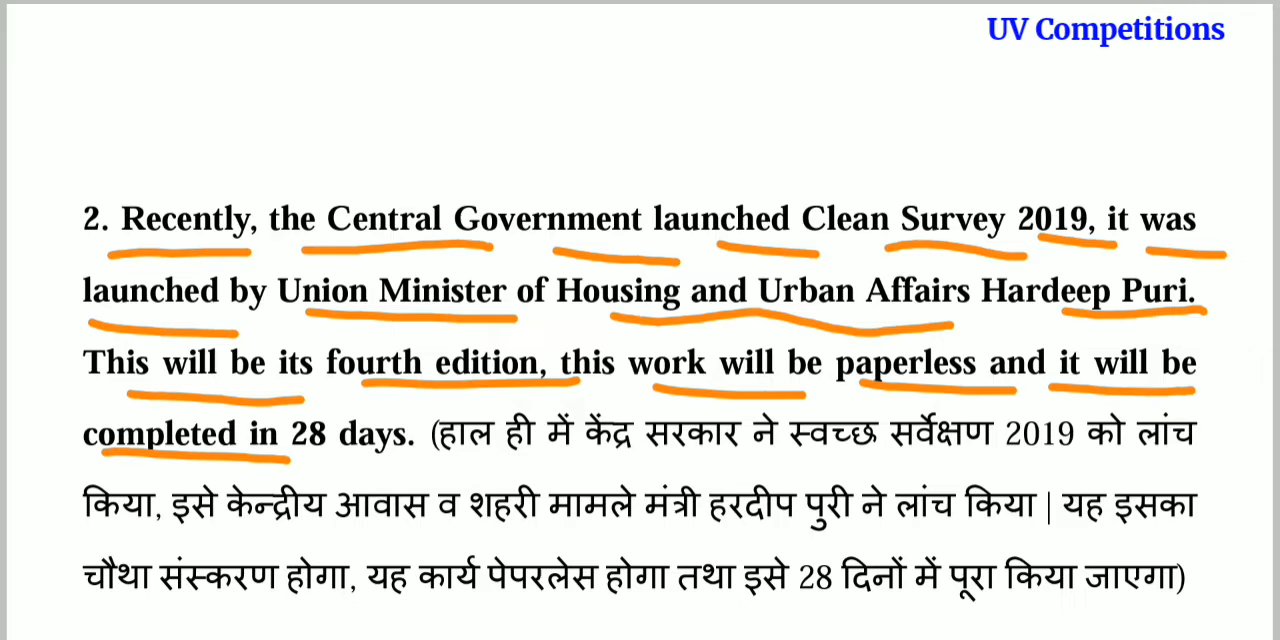 UV Competitions
2. Recently, the Central Government launched Clean Survey 2019, it was
launched by Union Minister of Housing and Urban Affairs Hardeep Puri.
This will be its fourth edition, this work will be paperless and it will be
completed in 28 days. (हाल ही में केंद्र सरकार ने स्वच्छ सर्वेक्षण 2019 को लांच
किया, इसे केन्द्रीय आवास व शहरी मामले मंत्री हरदीप पुरी ने लांच किया | यह इसका
चौथा संस्करण होगा, यह कार्य पेपरलेस होगा तथा इसे 28 दिनों में पूरा किया जाएगा)